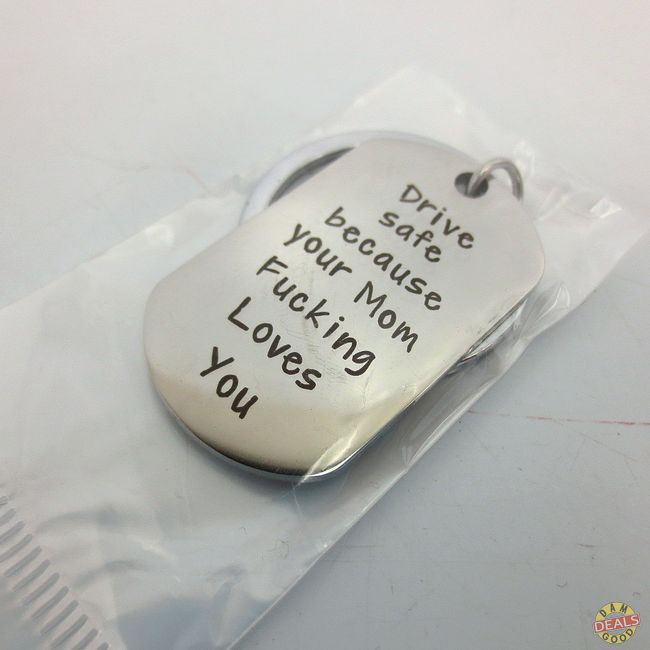 Drive
safe
because
your Mom
Fucking
Loves
You
DAM
DEALS
GOOD